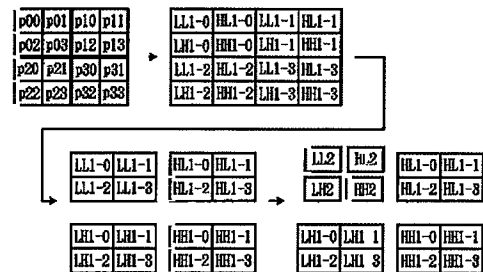 p00 p01 p10 p11
p02 p03 p12 p13
p20 p21 p30 p31
p22 p23 p32 p33
LL1-0 HL1-0 LL1-1 HL1-1
LH1-0 HH1-0 LH1-1 HH1-1
LL1-2 HL1-2 LL1-3 HL1-3
LH1-2 HH1-2 LH1-3 HH1-3
LL1-0 LL1-1 HL1-0 HL1-1
LL1-2 LL1-3 HL1-2 HL1-3
LH1-0 LH1-1 HH1-0 HH1-1
LH1-2 LH1-3 HH1-2 HH1-3
LL2 HL2 HL1-0 HL1-1
LH2 HH2 HL1-2 HL1-3
LH1-0 LH1 1 HH1-0 HH1-1
LH1-2 LH1 3 HH1-2 HH1-3